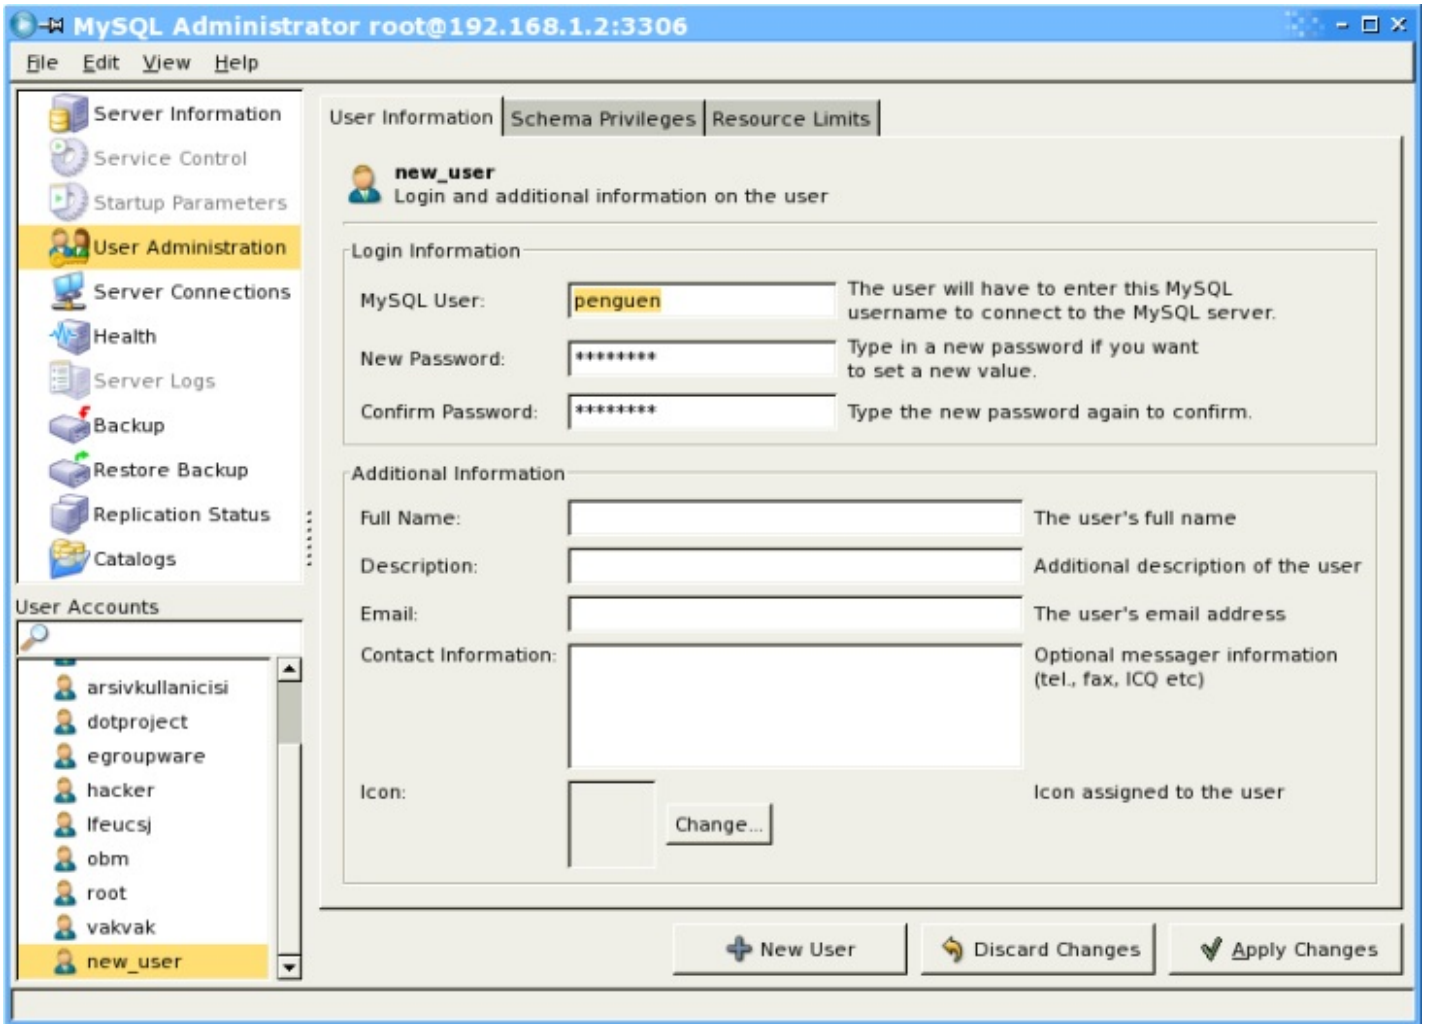 MySQL Administrator root@192.168.1.2:3306
File Edit View Help
Server Information
Service Control
Startup Parameters
User Administration
Server Connections
Health
Server Logs
Backup
Restore Backup
Replication Status
Catalogs
User Accounts
arsivkullanicisi
dotproject
egroupware
hacker
lfeucsj
obm
root
vakvak
new_user
User Information Schema Privileges Resource Limits
new_user
Login and additional information on the user
Login Information
MySQL User: penguen
The user will have to enter this MySQL
username to connect to the MySQL server.
New Password: ********
Type in a new password if you want
to set a new value.
Confirm Password: ******** Type the new password again to confirm.
Additional Information
Full Name: The user's full name
Description: Additional description of the user
Email: The user's email address
Contact Information: Optional messager information
(tel., fax, ICQ etc)
Icon: Change... Icon assigned to the user
New User Discard Changes Apply Changes